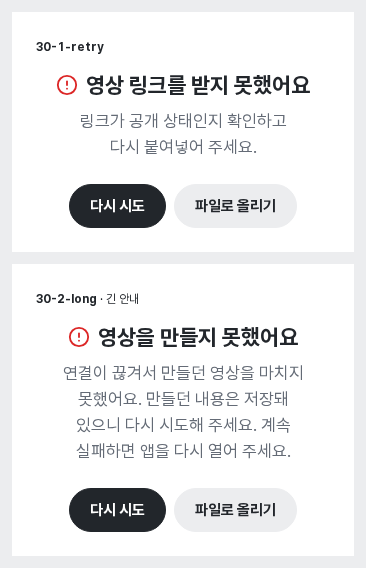 30-1-retry
영상 링크를 받지 못했어요
링크가 공개 상태인지 확인하고
다시 붙여넣어 주세요.
다시 시도 파일로 올리기
30-2-long · 긴 안내
영상을 만들지 못했어요
연결이 끊겨서 만들던 영상을 마치지
못했어요. 만들던 내용은 저장돼
있으니 다시 시도해 주세요. 계속
실패하면 앱을 다시 열어 주세요.
다시 시도 파일로 올리기